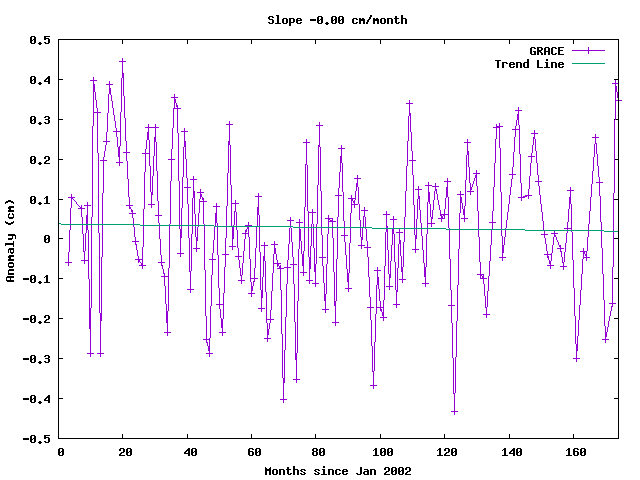 Slope -0.00 cm/month
GRACE
Trend Line
0.5
0.4
0.3
0.2
0.1
0
-0.1
-0.2
-0.3
-0.4
-0.5
Anomaly (cm)
0 20 40 60 80 100 120 140 160
Months since Jan 2002